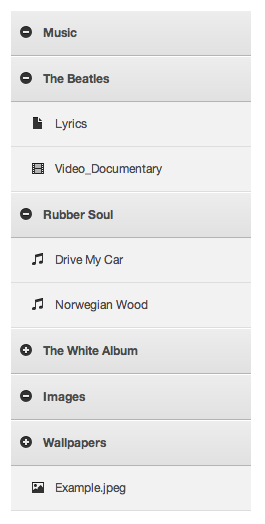 Music
The Beatles
Lyrics
Video_Documentary
Rubber Soul
Drive My Car
Norwegian Wood
The White Album
Images
Wallpapers
Example.jpeg